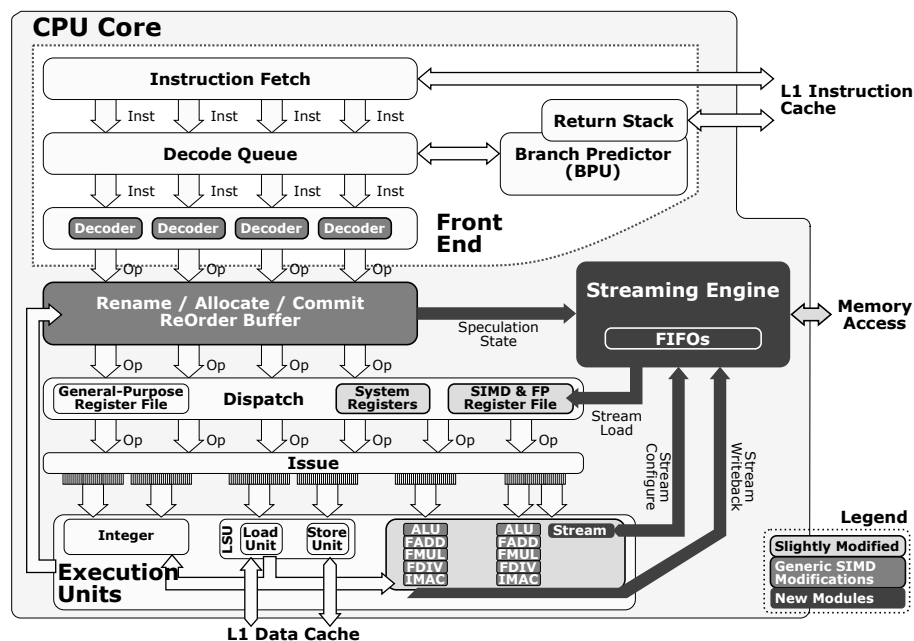 CPU Core
Instruction Fetch
L1 Instruction
Cache
Inst Inst Inst Inst
Return Stack
Decode Queue
Branch Predictor
(BPU)
Inst Inst Inst Inst
Decoder Decoder Decoder Decoder
Front
End
Op Op Op Op
Rename / Allocate / Commit
ReOrder Buffer
Speculation
State
Streaming Engine
FIFOs
Memory
Access
Op Op Op Op
General-Purpose
Register File
Dispatch
System
Registers
SIMD & FP
Register File
Stream
Load
Op Op Op Op Op Op
Stream
Configure
Stream
Writeback
Issue
Integer
LSU
Load
Unit
Store
Unit
ALU
FADD
FMUL
FDIV
IMAC
ALU
FADD
FMUL
FDIV
IMAC
Stream
Execution
Units
L1 Data Cache
Legend
Slightly Modified
Generic SIMD
Modifications
New Modules